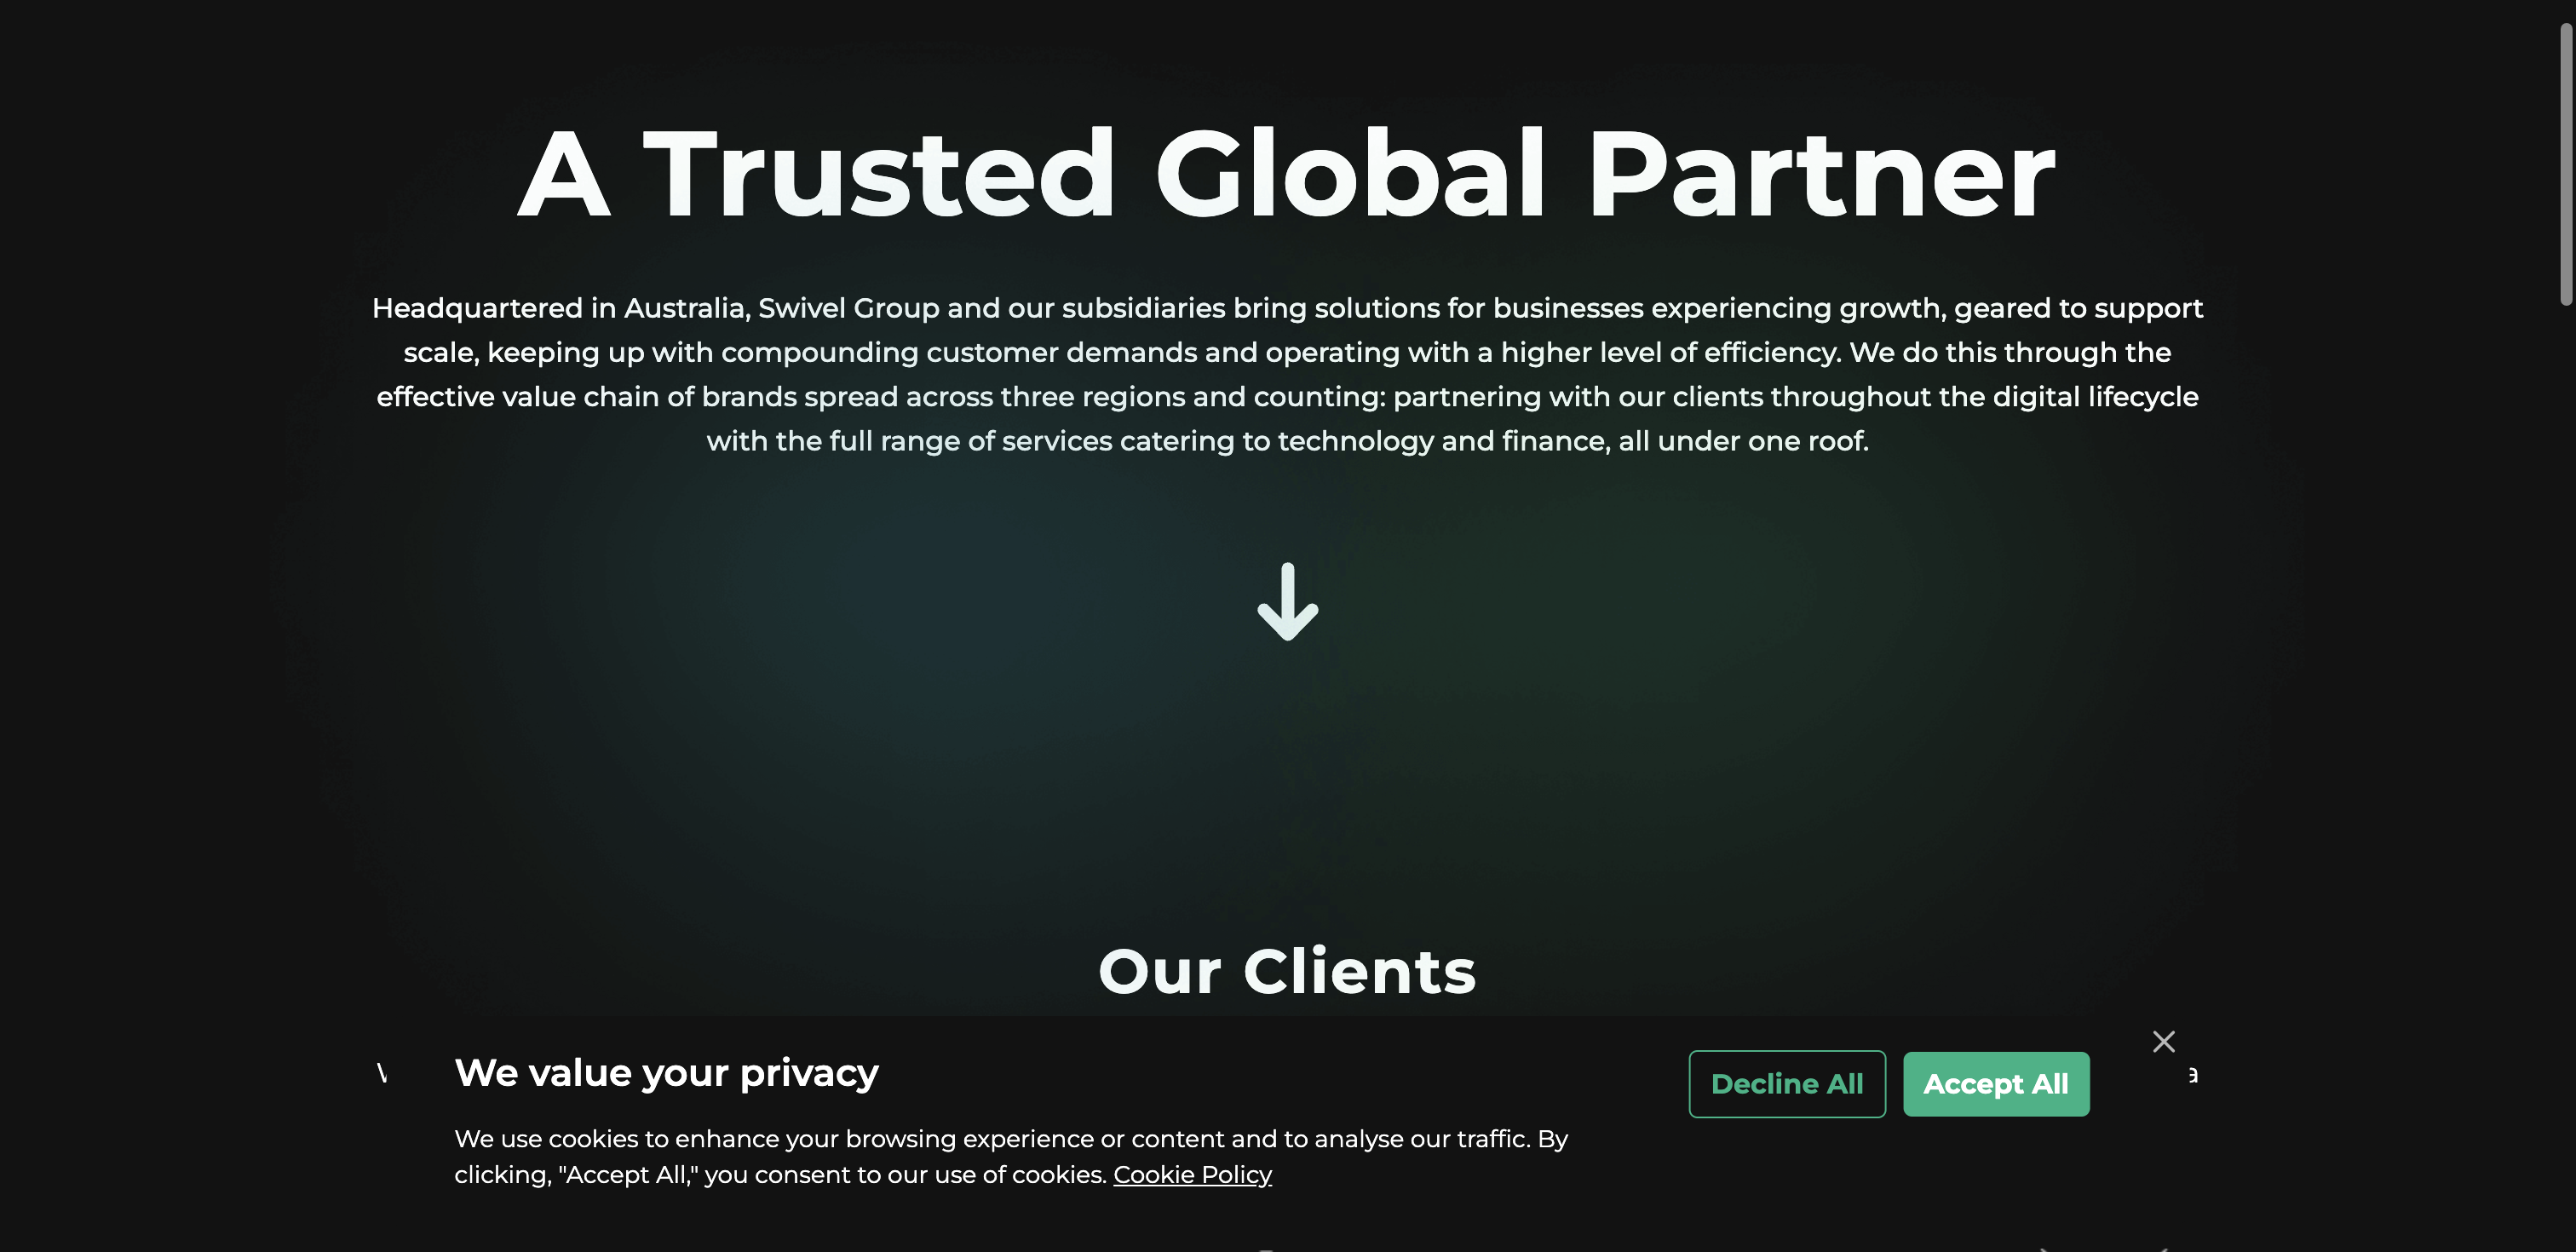 A Trusted Global Partner
Headquartered in Australia, Swivel Group and our subsidiaries bring solutions for businesses experiencing growth, geared to support
scale, keeping up with compounding customer demands and operating with a higher level of efficiency. We do this through the
effective value chain of brands spread across three regions and counting: partnering with our clients throughout the digital lifecycle
with the full range of services catering to technology and finance, all under one roof.
Our Clients
We value your privacy
Decline All
Accept All
We use cookies to enhance your browsing experience or content and to analyse our traffic. By
clicking, "Accept All," you consent to our use of cookies. Cookie Policy